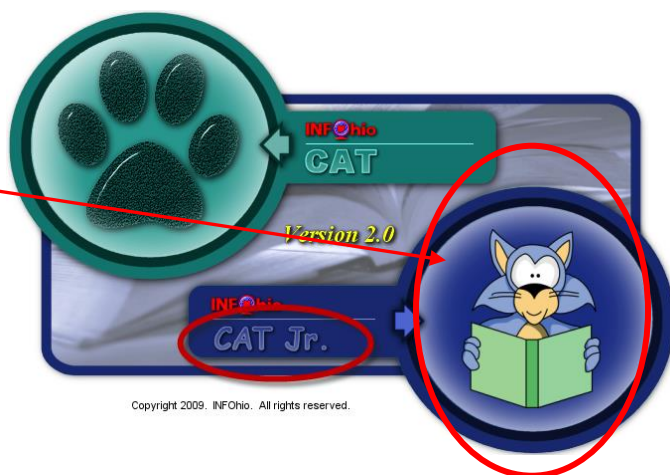 INFOhio
CAT
Version 2.0
INFOhio
CAT Jr.
Copyright 2009. INFOhio. All rights reserved.